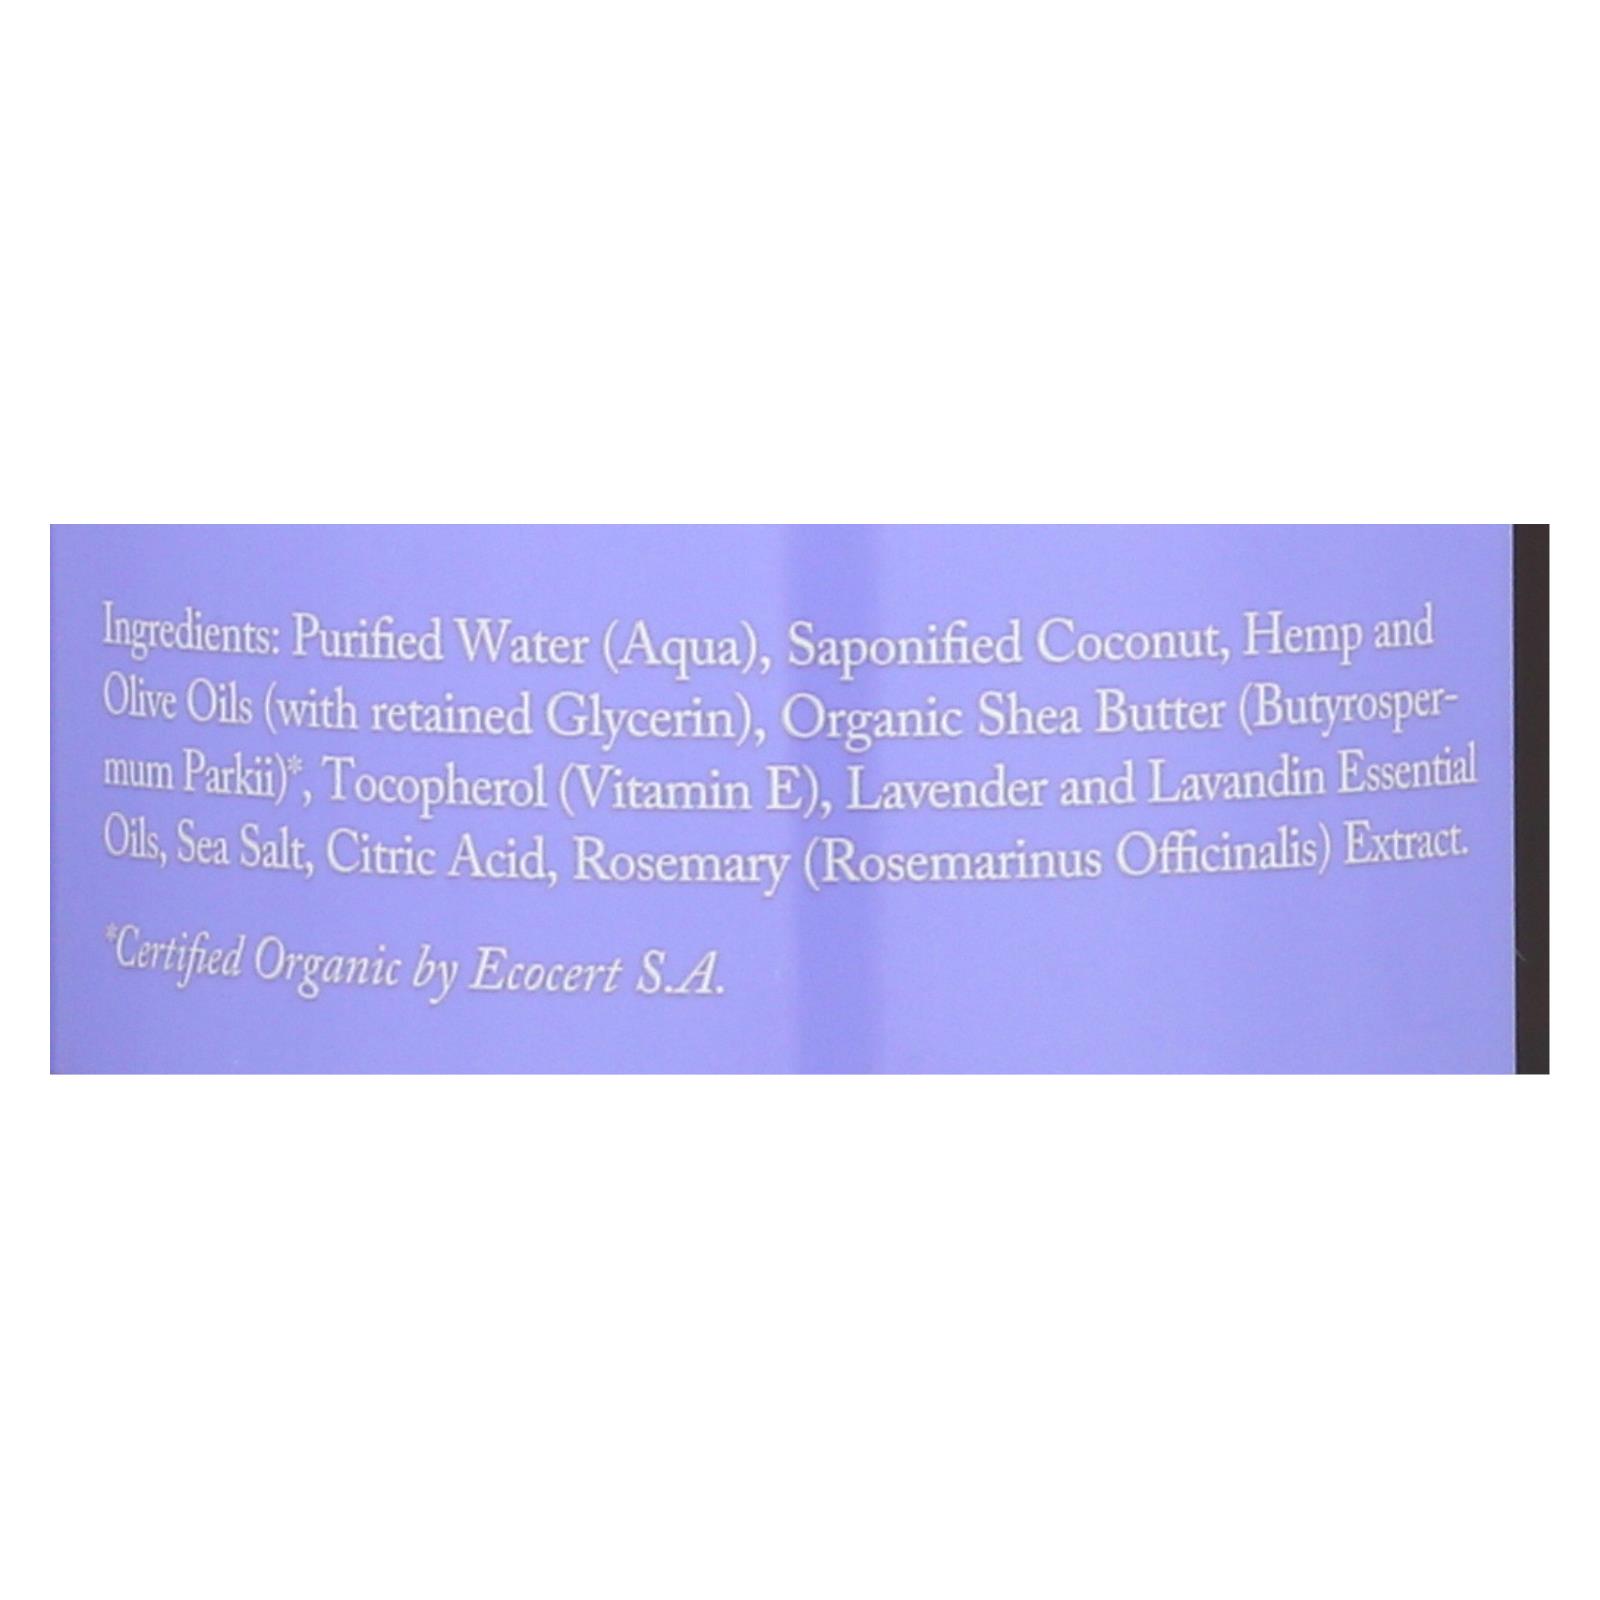 Ingredients: Purified Water (Aqua), Saponified Coconut, Hemp and
Olive Oils (with retained Glycerin), Organic Shea Butter (Butyrosper-
mum Parkii)*, Tocopherol (Vitamin E), Lavender and Lavandin Essential
Oils, Sea Salt, Citric Acid, Rosemary (Rosemarinus Officinalis) Extract.
*Certified Organic by Ecocert S.A.